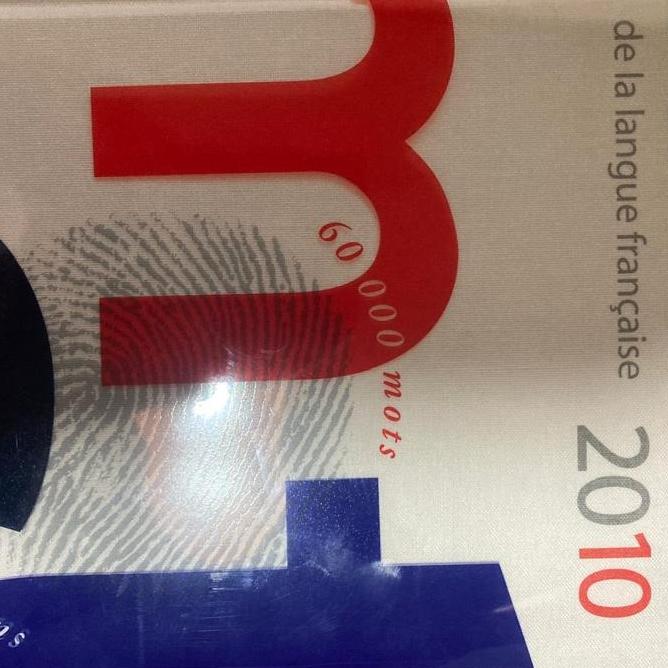 de la langue française 2010
m
60 000 mots
t